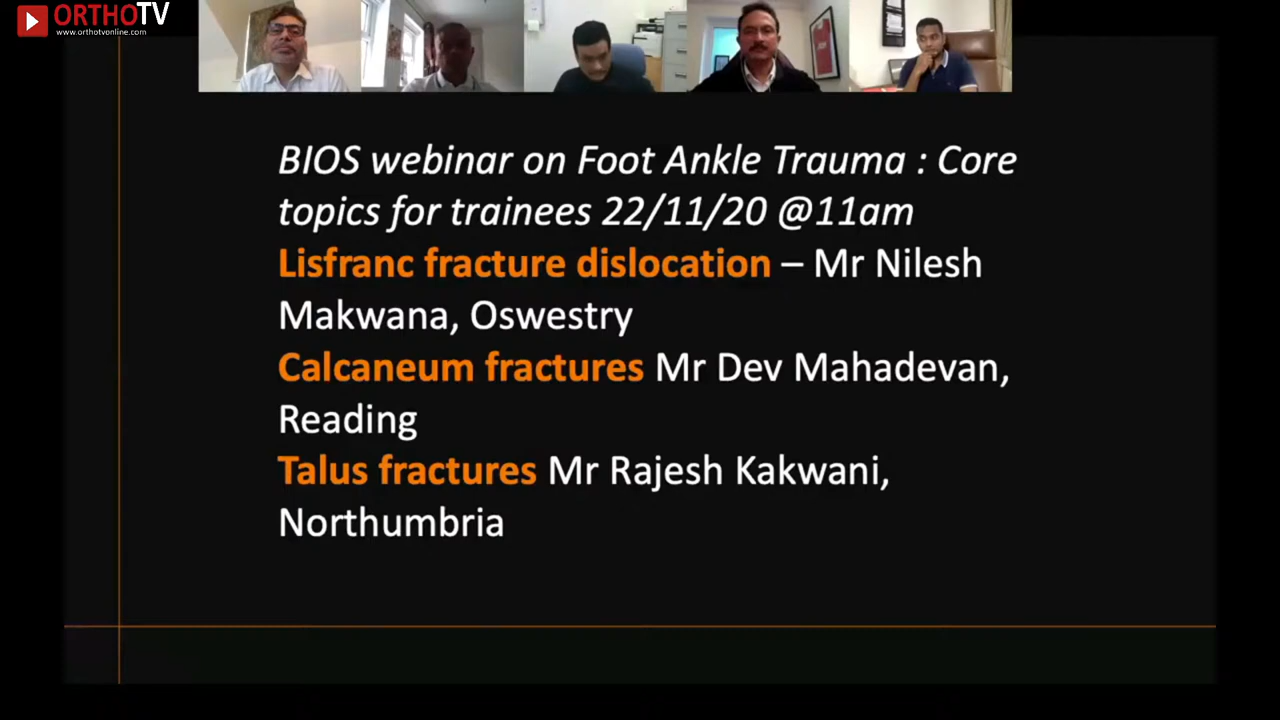 ORTHOTV
www.orthotvonline.com
BIOS webinar on Foot Ankle Trauma : Core
topics for trainees 22/11/20 @11am
Lisfranc fracture dislocation – Mr Nilesh
Makwana, Oswestry
Calcaneum fractures Mr Dev Mahadevan,
Reading
Talus fractures Mr Rajesh Kakwani,
Northumbria